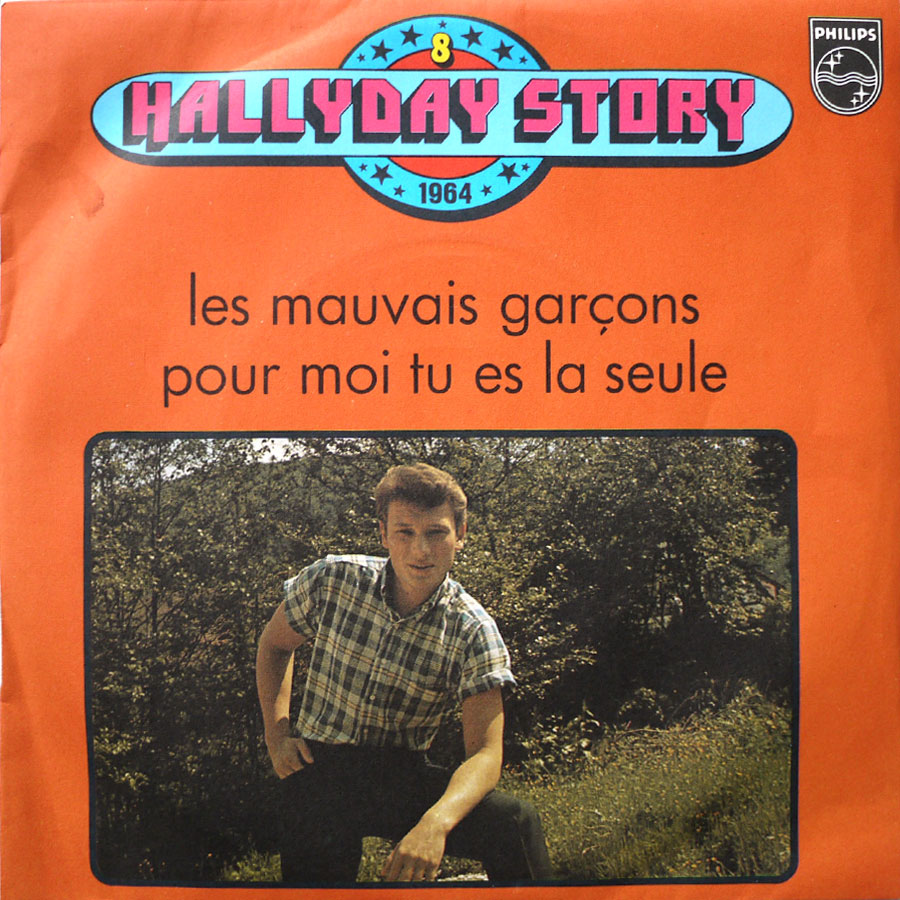 8
HALLYDAY STORY
1964
PHILIPS
les mauvais garçons
pour moi tu es la seule